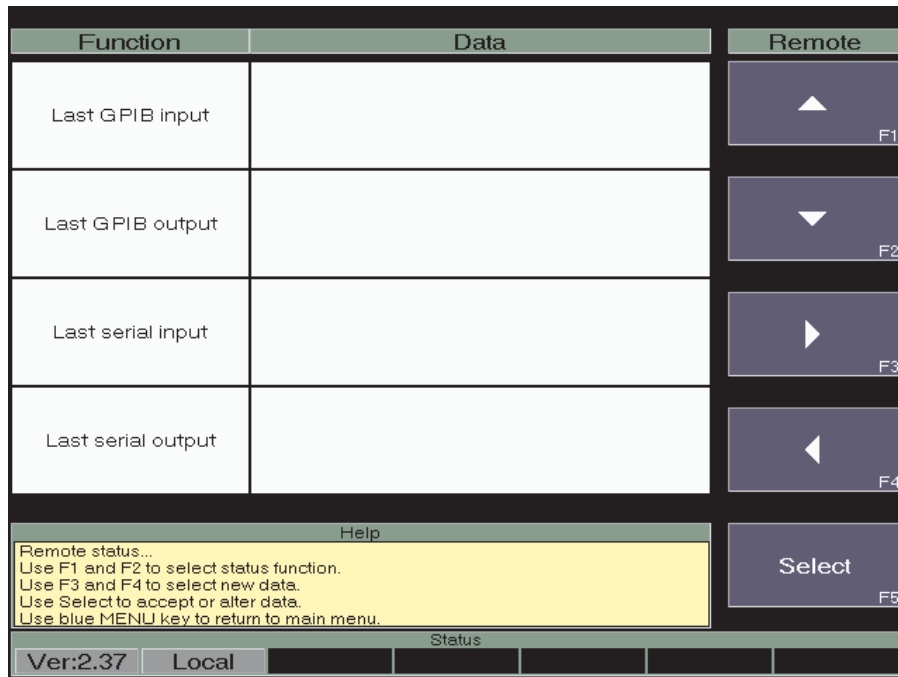 Function
Data
Remote
Last GPIB input
F1
Last GPIB output
F2
Last serial input
F3
Last serial output
F4
Help
Remote status...
Use F1 and F2 to select status function.
Use F3 and F4 to select new data.
Use Select to accept or alter data.
Use blue MENU key to return to main menu.
Select
F5
Status
Ver:2.37
Local